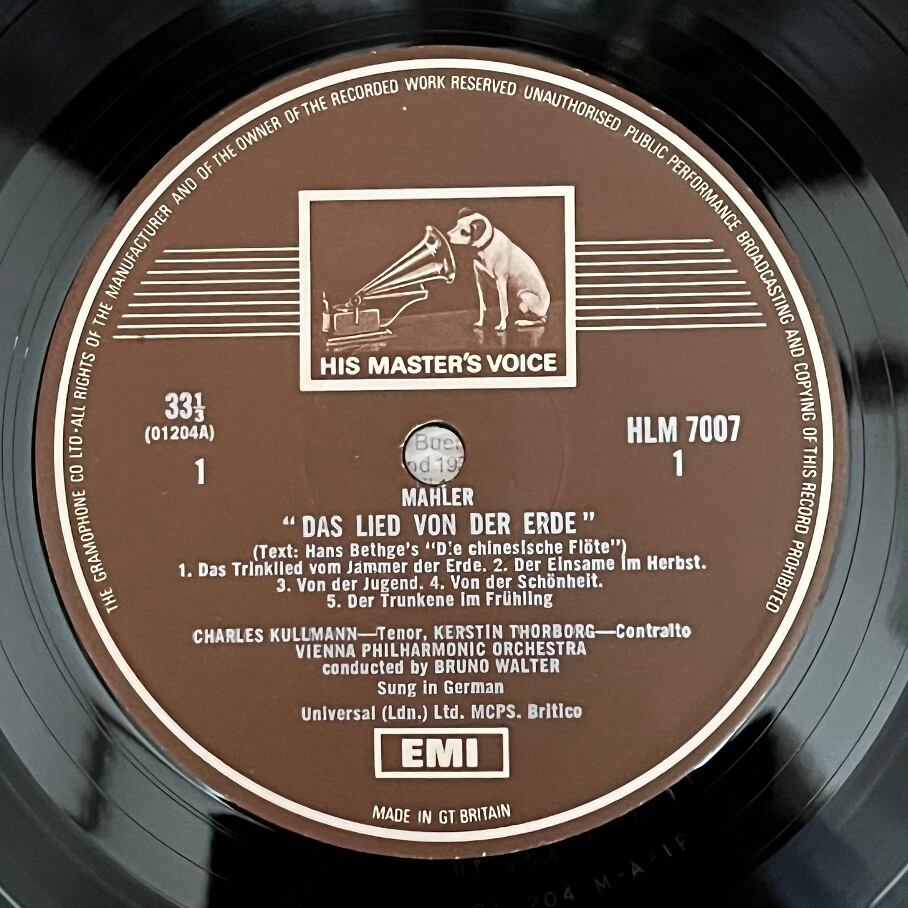 THE GRAMOPHONE CO LTD·ALL RIGHTS OF THE MANUFACTURER AND OF THE OWNER OF THE RECORDED WORK RESERVED UNAUTHORISED PUBLIC PERFORMANCE BROADCASTING AND COPYING OF THIS RECORD PROHIBITED
HIS MASTER'S VOICE
33⅓
(01204A)
1
HLM 7007
1
MAHLER
"DAS LIED VON DER ERDE"
(Text: Hans Bethge's "Die chinesische Flöte")
1. Das Trinklied vom Jammer der Erde. 2. Der Einsame im Herbst.
3. Von der Jugend. 4. Von der Schönheit.
5. Der Trunkene im Frühling
CHARLES KULLMANN—Tenor, KERSTIN THORBORG—Contralto
VIENNA PHILHARMONIC ORCHESTRA
conducted by BRUNO WALTER
Sung in German
Universal (Ldn.) Ltd. MCPS. Britico
EMI
MADE IN GT BRITAIN
204 M-A-1F